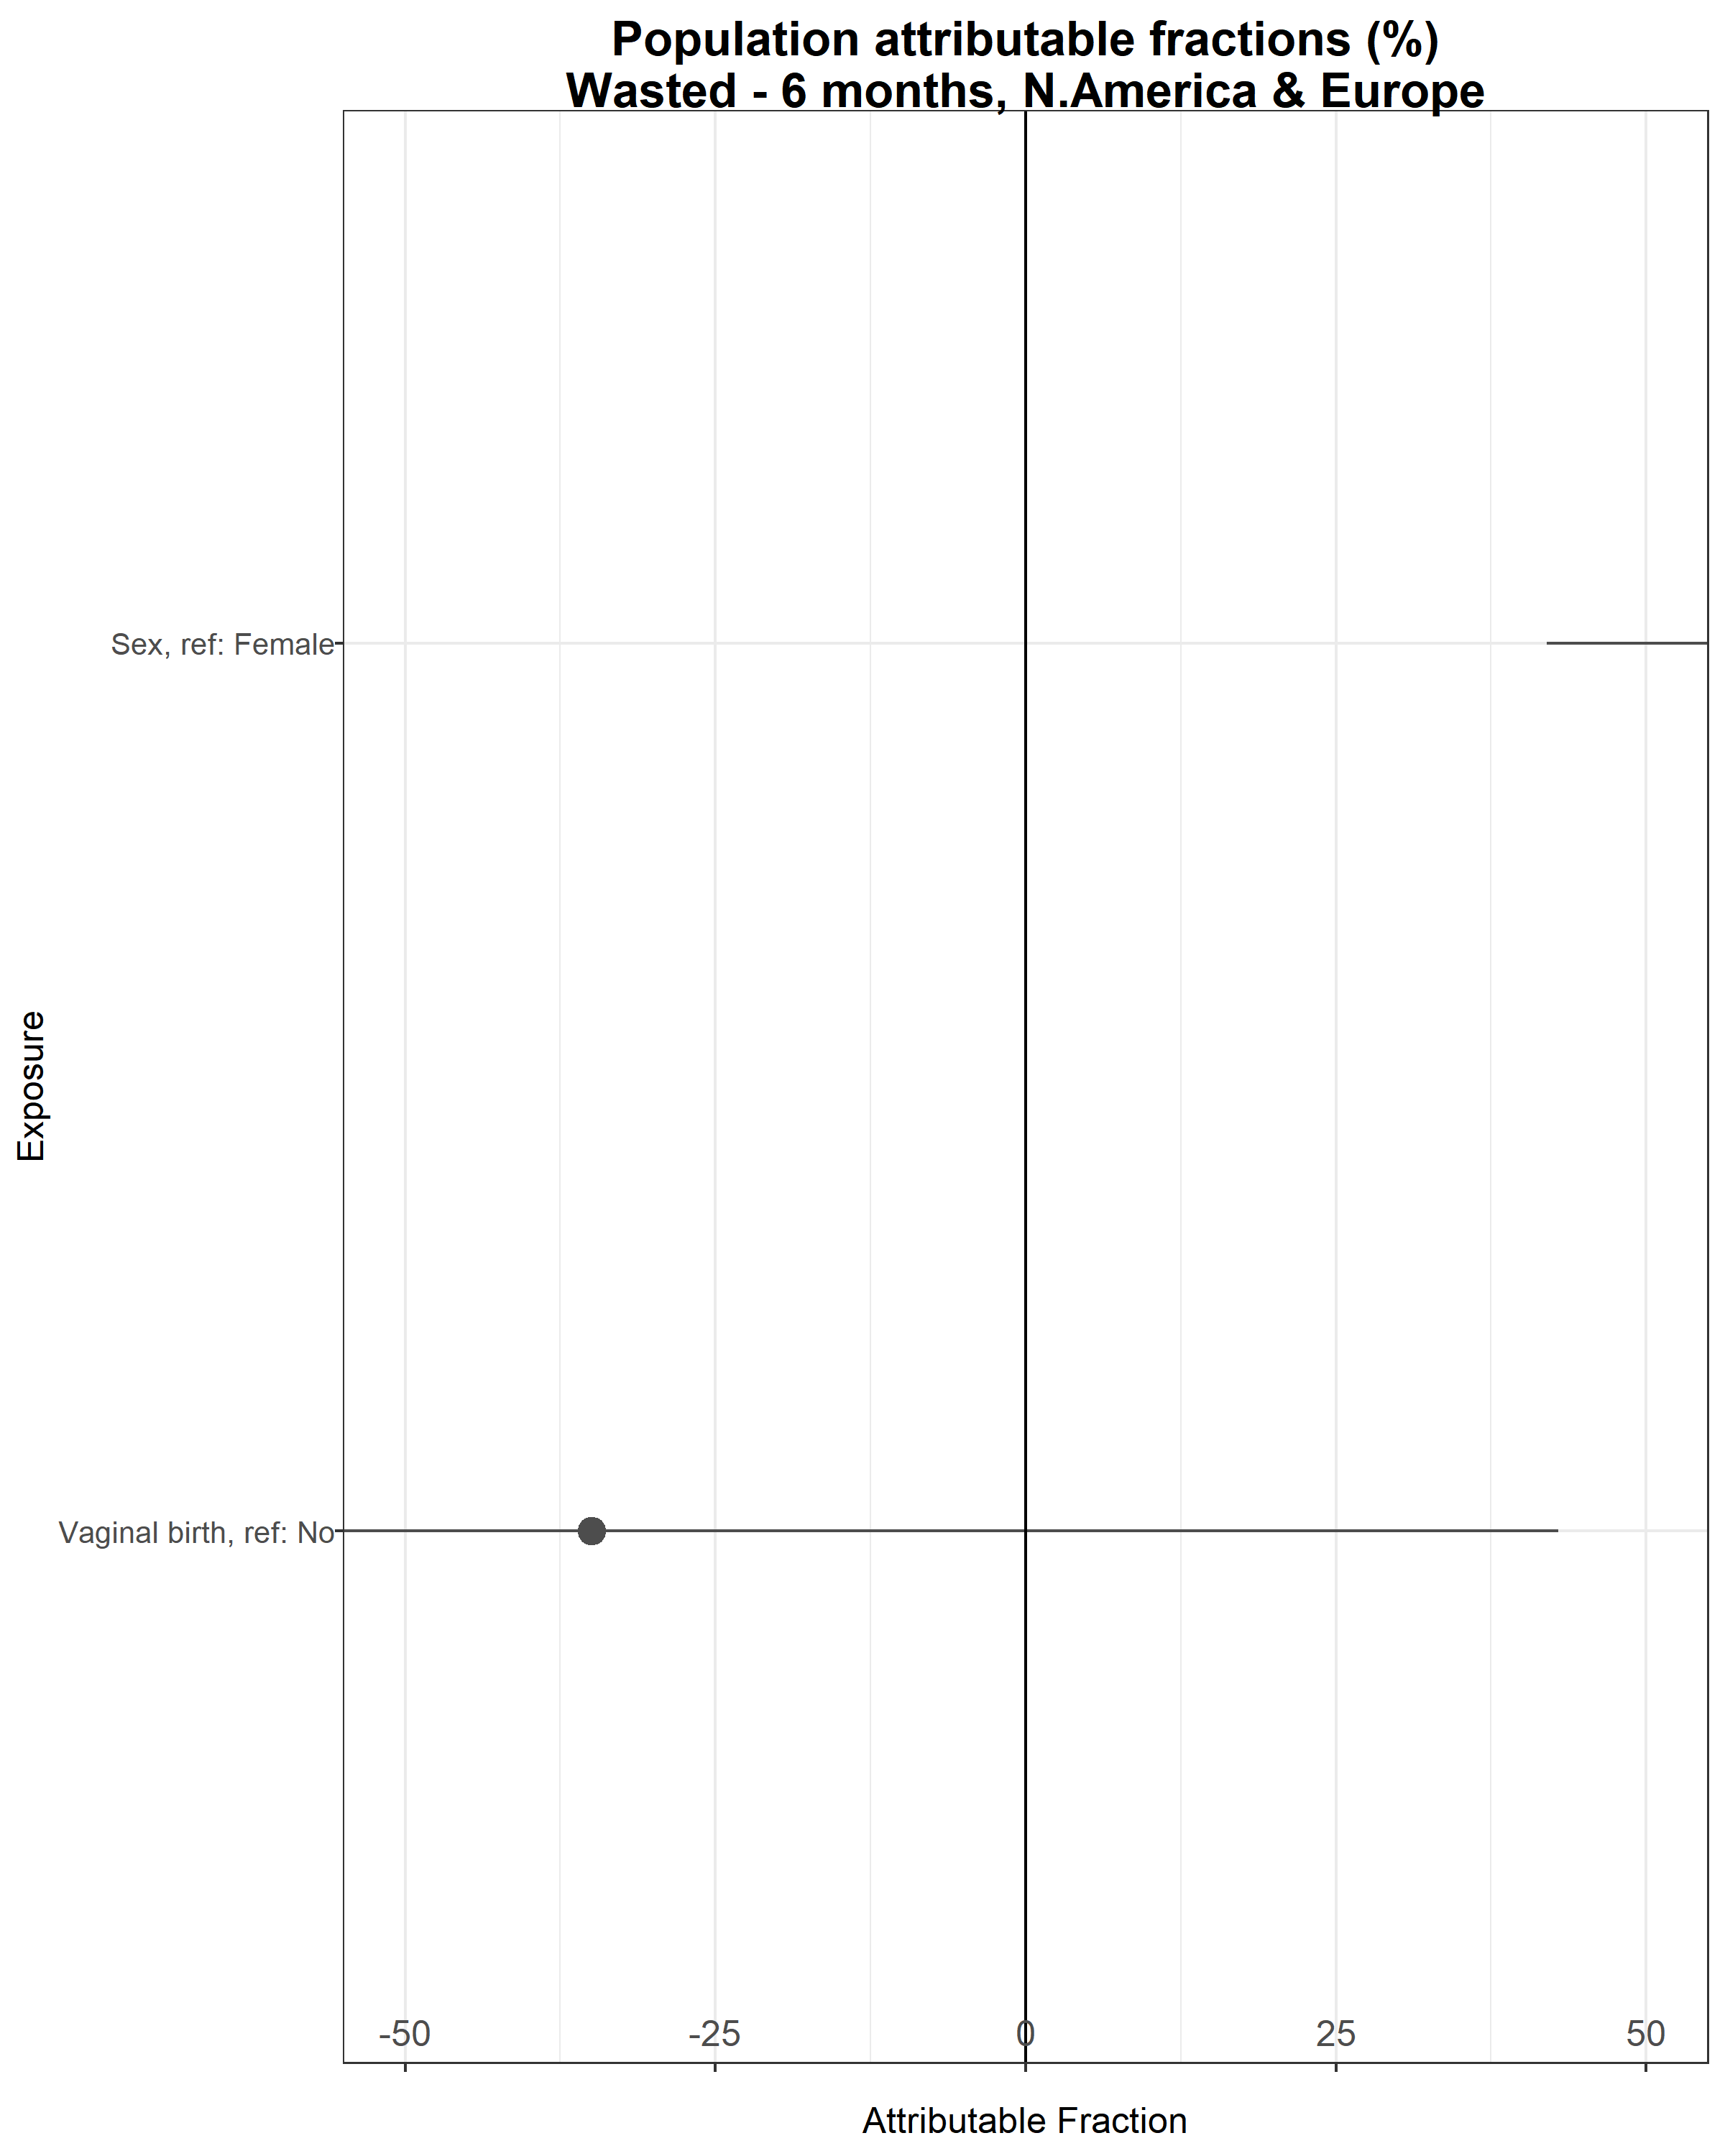 Population attributable fractions (%)
Wasted - 6 months, N.America & Europe
Exposure
Sex, ref: Female
Vaginal birth, ref: No
-50 -25 0 25 50
Attributable Fraction